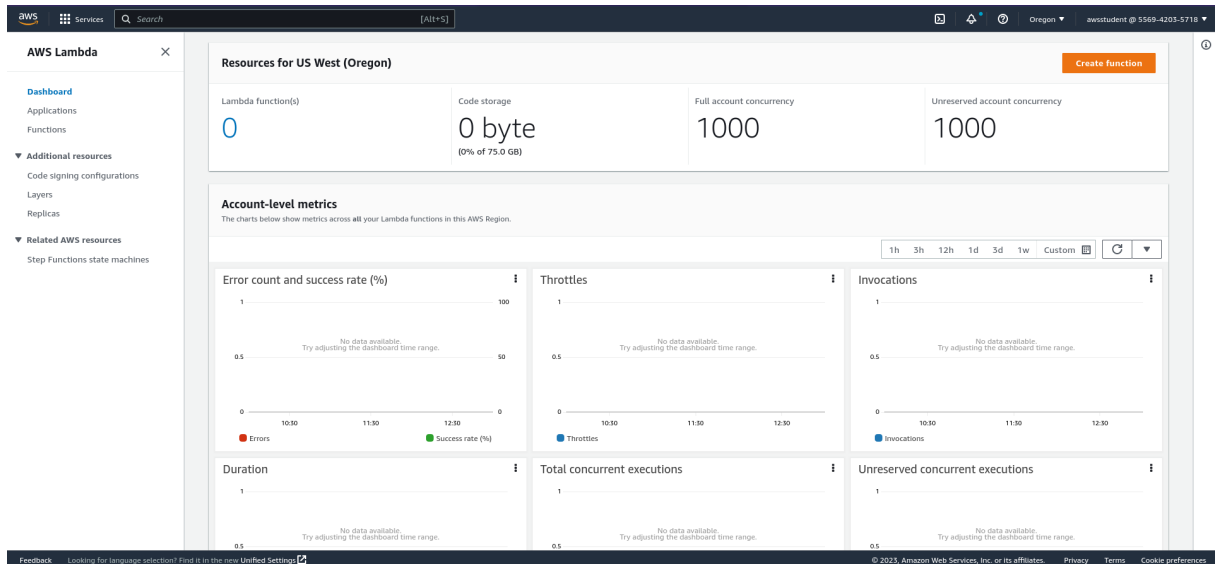 aws Services Search [Alt+S] Oregon ▼ awsstudent @ 5569-4203-5718 ▼
AWS Lambda
Dashboard
Applications
Functions
▼ Additional resources
Code signing configurations
Layers
Replicas
▼ Related AWS resources
Step Functions state machines
Resources for US West (Oregon) Create function
Lambda function(s) Code storage Full account concurrency Unreserved account concurrency
0 0 byte 1000 1000
(0% of 75.0 GB)
Account-level metrics
The charts below show metrics across all your Lambda functions in this AWS Region.
1h 3h 12h 1d 3d 1w Custom
Error count and success rate (%)
1 100
No data available.
Try adjusting the dashboard time range.
0.5 50
0 0
10:30 11:30 12:30
Errors Success rate (%)
Throttles
1
No data available.
Try adjusting the dashboard time range.
0.5
0
10:30 11:30 12:30
Throttles
Invocations
1
No data available.
Try adjusting the dashboard time range.
0.5
0
10:30 11:30 12:30
Invocations
Duration
1
No data available.
Try adjusting the dashboard time range.
0.5
Total concurrent executions
1
No data available.
Try adjusting the dashboard time range.
0.5
Unreserved concurrent executions
1
No data available.
Try adjusting the dashboard time range.
0.5
Feedback Looking for language selection? Find it in the new Unified Settings © 2023, Amazon Web Services, Inc. or its affiliates. Privacy Terms Cookie preferences